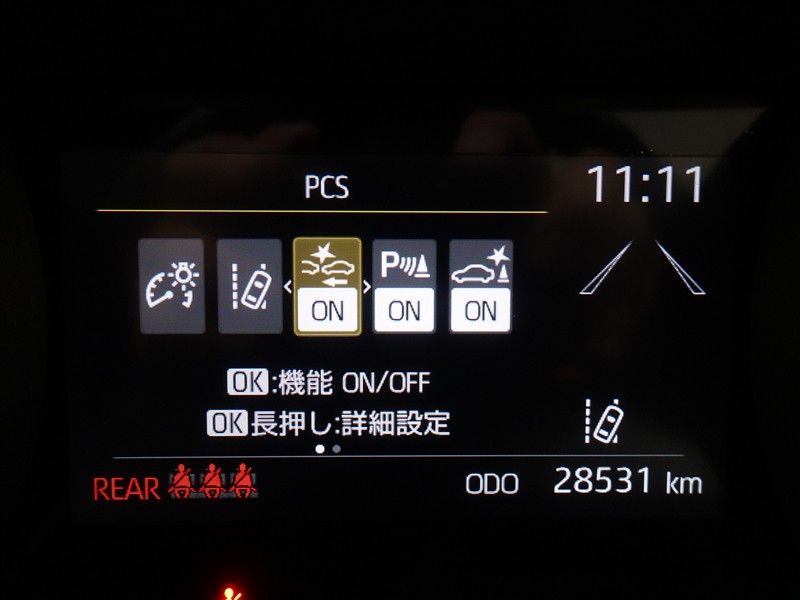 PCS
11:11
P
ON ON ON
OK:機能 ON/OFF
OK長押し:詳細設定
REAR
ODO 28531 km